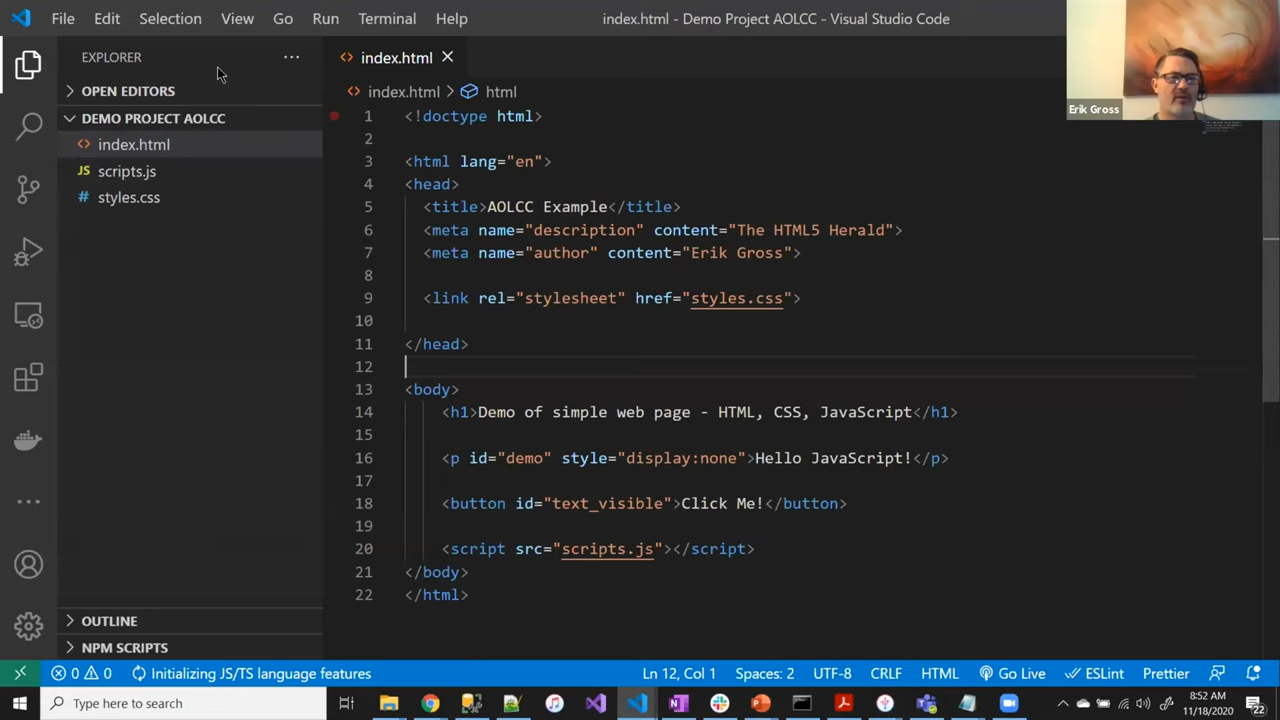 File Edit Selection View Go Run Terminal Help index.html - Demo Project AOLCC - Visual Studio Code
EXPLORER ···
OPEN EDITORS
DEMO PROJECT AOLCC
<> index.html
JS scripts.js
# styles.css
OUTLINE
NPM SCRIPTS
<> index.html
<> index.html > html
1 <!doctype html>
2
3 <html lang="en">
4 <head>
5 <title>AOLCC Example</title>
6 <meta name="description" content="The HTML5 Herald">
7 <meta name="author" content="Erik Gross">
8
9 <link rel="stylesheet" href="styles.css">
10
11 </head>
12
13 <body>
14 <h1>Demo of simple web page - HTML, CSS, JavaScript</h1>
15
16 <p id="demo" style="display:none">Hello JavaScript!</p>
17
18 <button id="text_visible">Click Me!</button>
19
20 <script src="scripts.js"></script>
21 </body>
22 </html>
Erik Gross
0 0 Initializing JS/TS language features Ln 12, Col 1 Spaces: 2 UTF-8 CRLF HTML Go Live ESLint Prettier
Type here to search
8:52 AM
11/18/2020
22